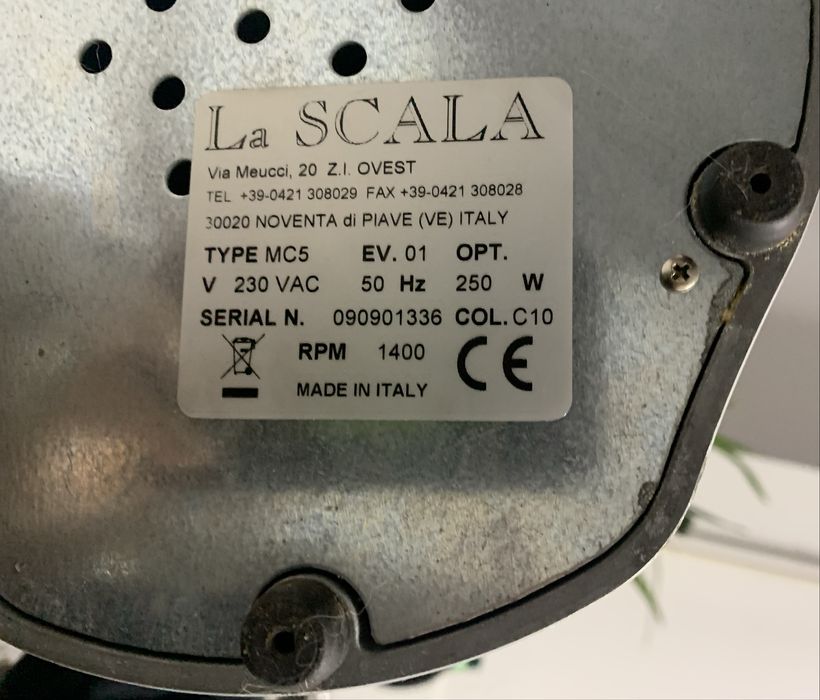 La SCALA
Via Meucci, 20 Z.I. OVEST
TEL +39-0421 308029 FAX +39-0421 308028
30020 NOVENTA di PIAVE (VE) ITALY
TYPE MC5 EV. 01 OPT.
V 230 VAC 50 Hz 250 W
SERIAL N. 090901336 COL. C10
RPM 1400 CE
MADE IN ITALY